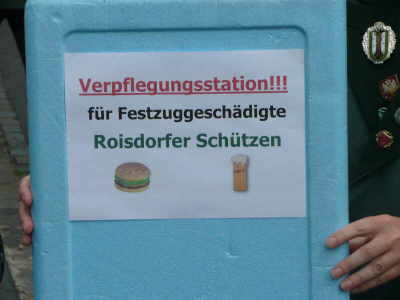 Verpflegungsstation!!!
für Festzuggeschädigte
Roisdorfer Schützen